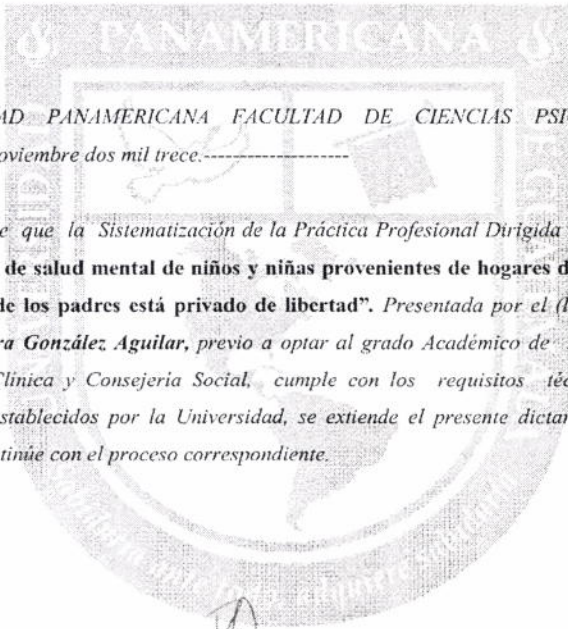 PANAMERICANA
AD PANAMERICANA FACULTAD DE CIENCIAS PSI
oviembre dos mil trece.--------------------
e que la Sistematización de la Práctica Profesional Dirigida
de salud mental de niños y niñas provenientes de hogares d
de los padres está privado de libertad". Presentada por el (l
ra González Aguilar, previo a optar al grado Académico de
Clínica y Consejería Social, cumple con los requisitos téc
stablecidos por la Universidad, se extiende el presente dictar
tinúe con el proceso correspondiente.